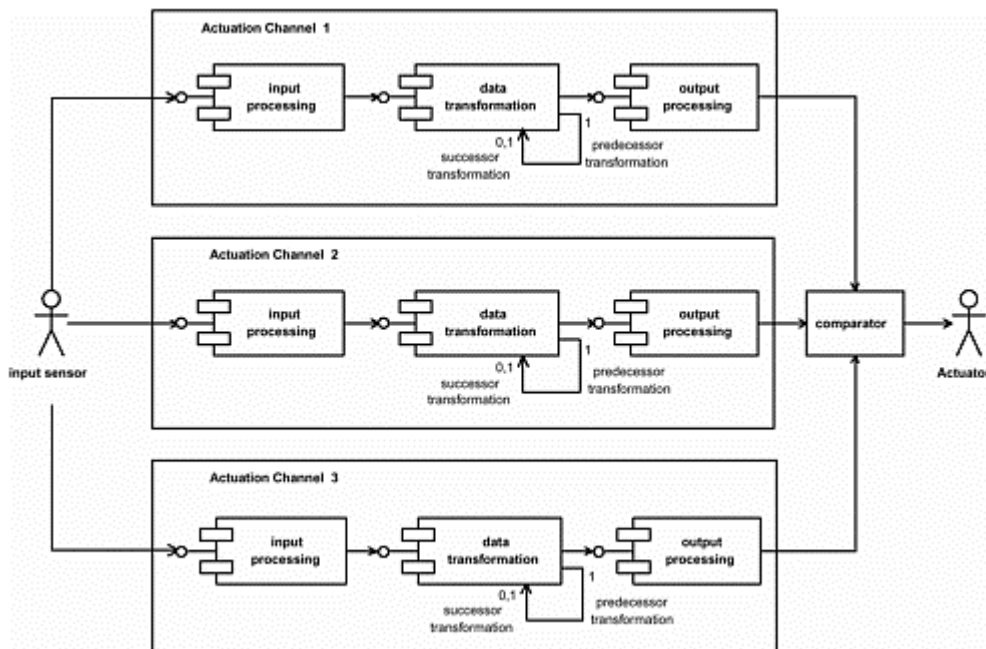 Actuation Channel 1
input
processing
data
transformation
output
processing
0,1
1
successor
transformation
predecessor
transformation
Actuation Channel 2
input
processing
data
transformation
output
processing
0,1
1
successor
transformation
predecessor
transformation
input sensor
comparator
Actuator
Actuation Channel 3
input
processing
data
transformation
output
processing
0,1
1
successor
transformation
predecessor
transformation